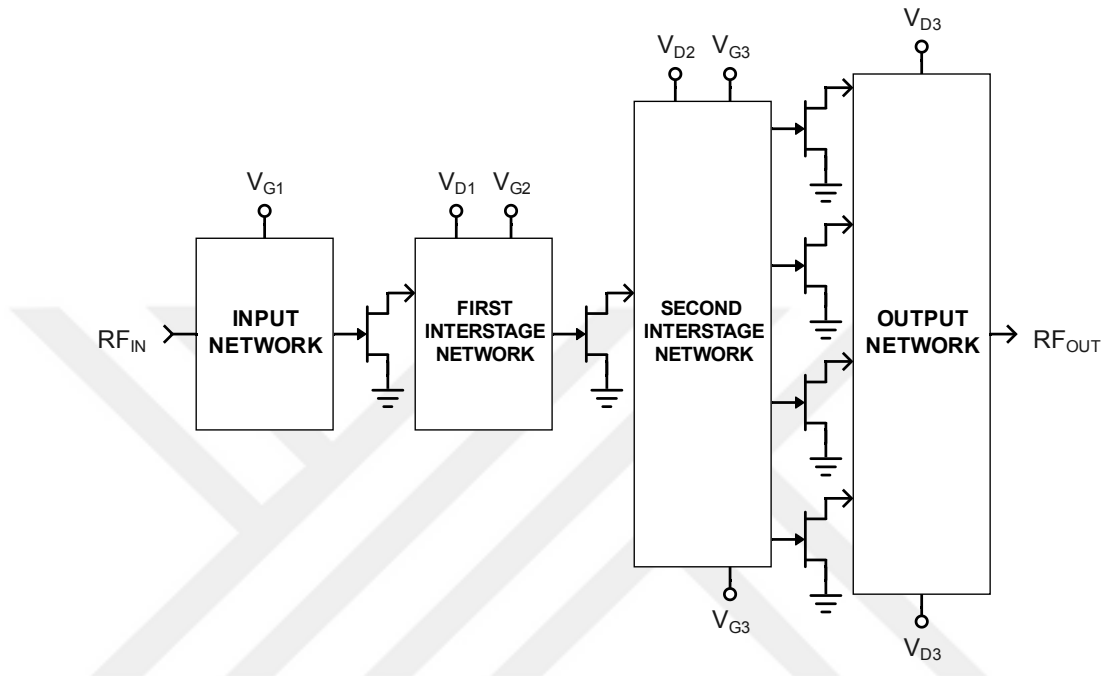 V_D3
V_D2 V_G3
V_G1
V_D1 V_G2
RF_IN
INPUT
NETWORK
FIRST
INTERSTAGE
NETWORK
SECOND
INTERSTAGE
NETWORK
OUTPUT
NETWORK
RF_OUT
V_G3
V_D3